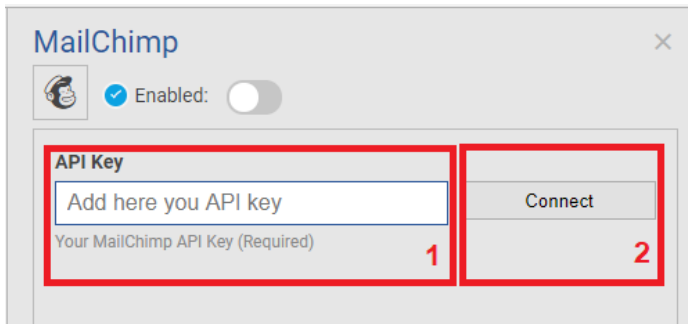 MailChimp
Enabled:
API Key
Add here you API key
Connect
Your MailChimp API Key (Required)
1
2